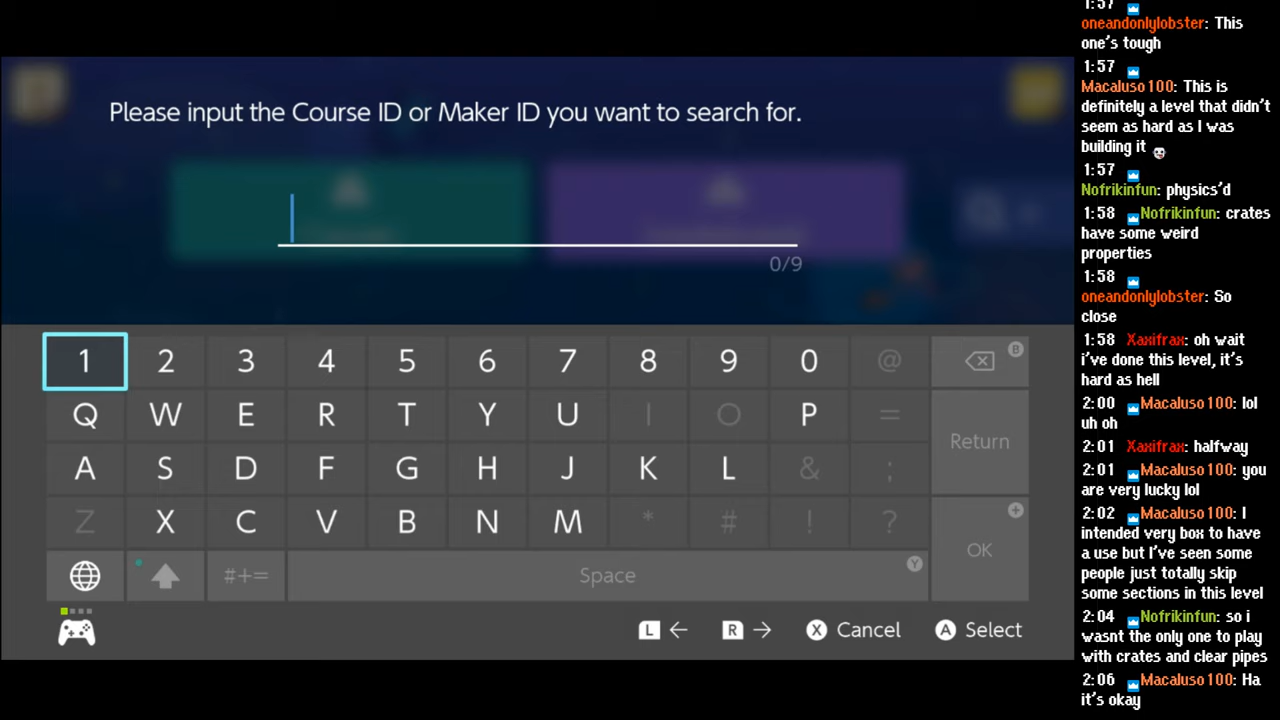 Please input the Course ID or Maker ID you want to search for.
0/9
1 2 3 4 5 6 7 8 9 0 @ B
Q W E R T Y U I O P = Return
A S D F G H J K L & ;
Z X C V B N M * # ! ? + OK
#+= Space Y
L ← R → X Cancel A Select
1:57
oneandonlylobster: This
one's tough
1:57
Macaluso100: This is
definitely a level that didn't
seem as hard as I was
building it
1:57
Nofrikinfun: physics'd
1:58 Nofrikinfun: crates
have some weird
properties
1:58
oneandonlylobster: So
close
1:58 Xaxifrax: oh wait
i've done this level, it's
hard as hell
2:00 Macaluso100: lol
uh oh
2:01 Xaxifrax: halfway
2:01 Macaluso100: you
are very lucky lol
2:02 Macaluso100: I
intended very box to have
a use but I've seen some
people just totally skip
some sections in this level
2:04 Nofrikinfun: so i
wasnt the only one to play
with crates and clear pipes
2:06 Macaluso100: Ha
it's okay